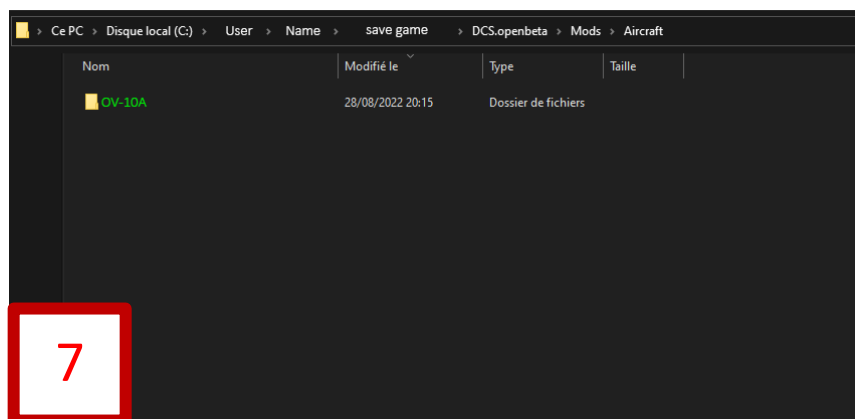 Ce PC > Disque local (C:) > User > Name > save game > DCS.openbeta > Mods > Aircraft
Nom Modifié le Type Taille
OV-10A 28/08/2022 20:15 Dossier de fichiers
7